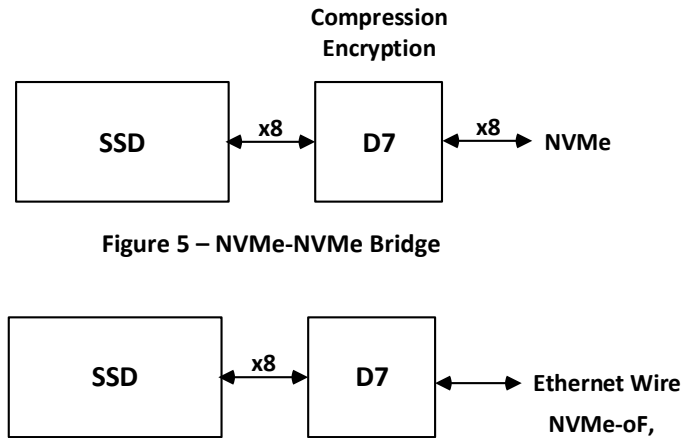 Compression
Encryption
SSD
x8
D7
x8
NVMe
Figure 5 – NVMe-NVMe Bridge
SSD
x8
D7
Ethernet Wire
NVMe-oF,